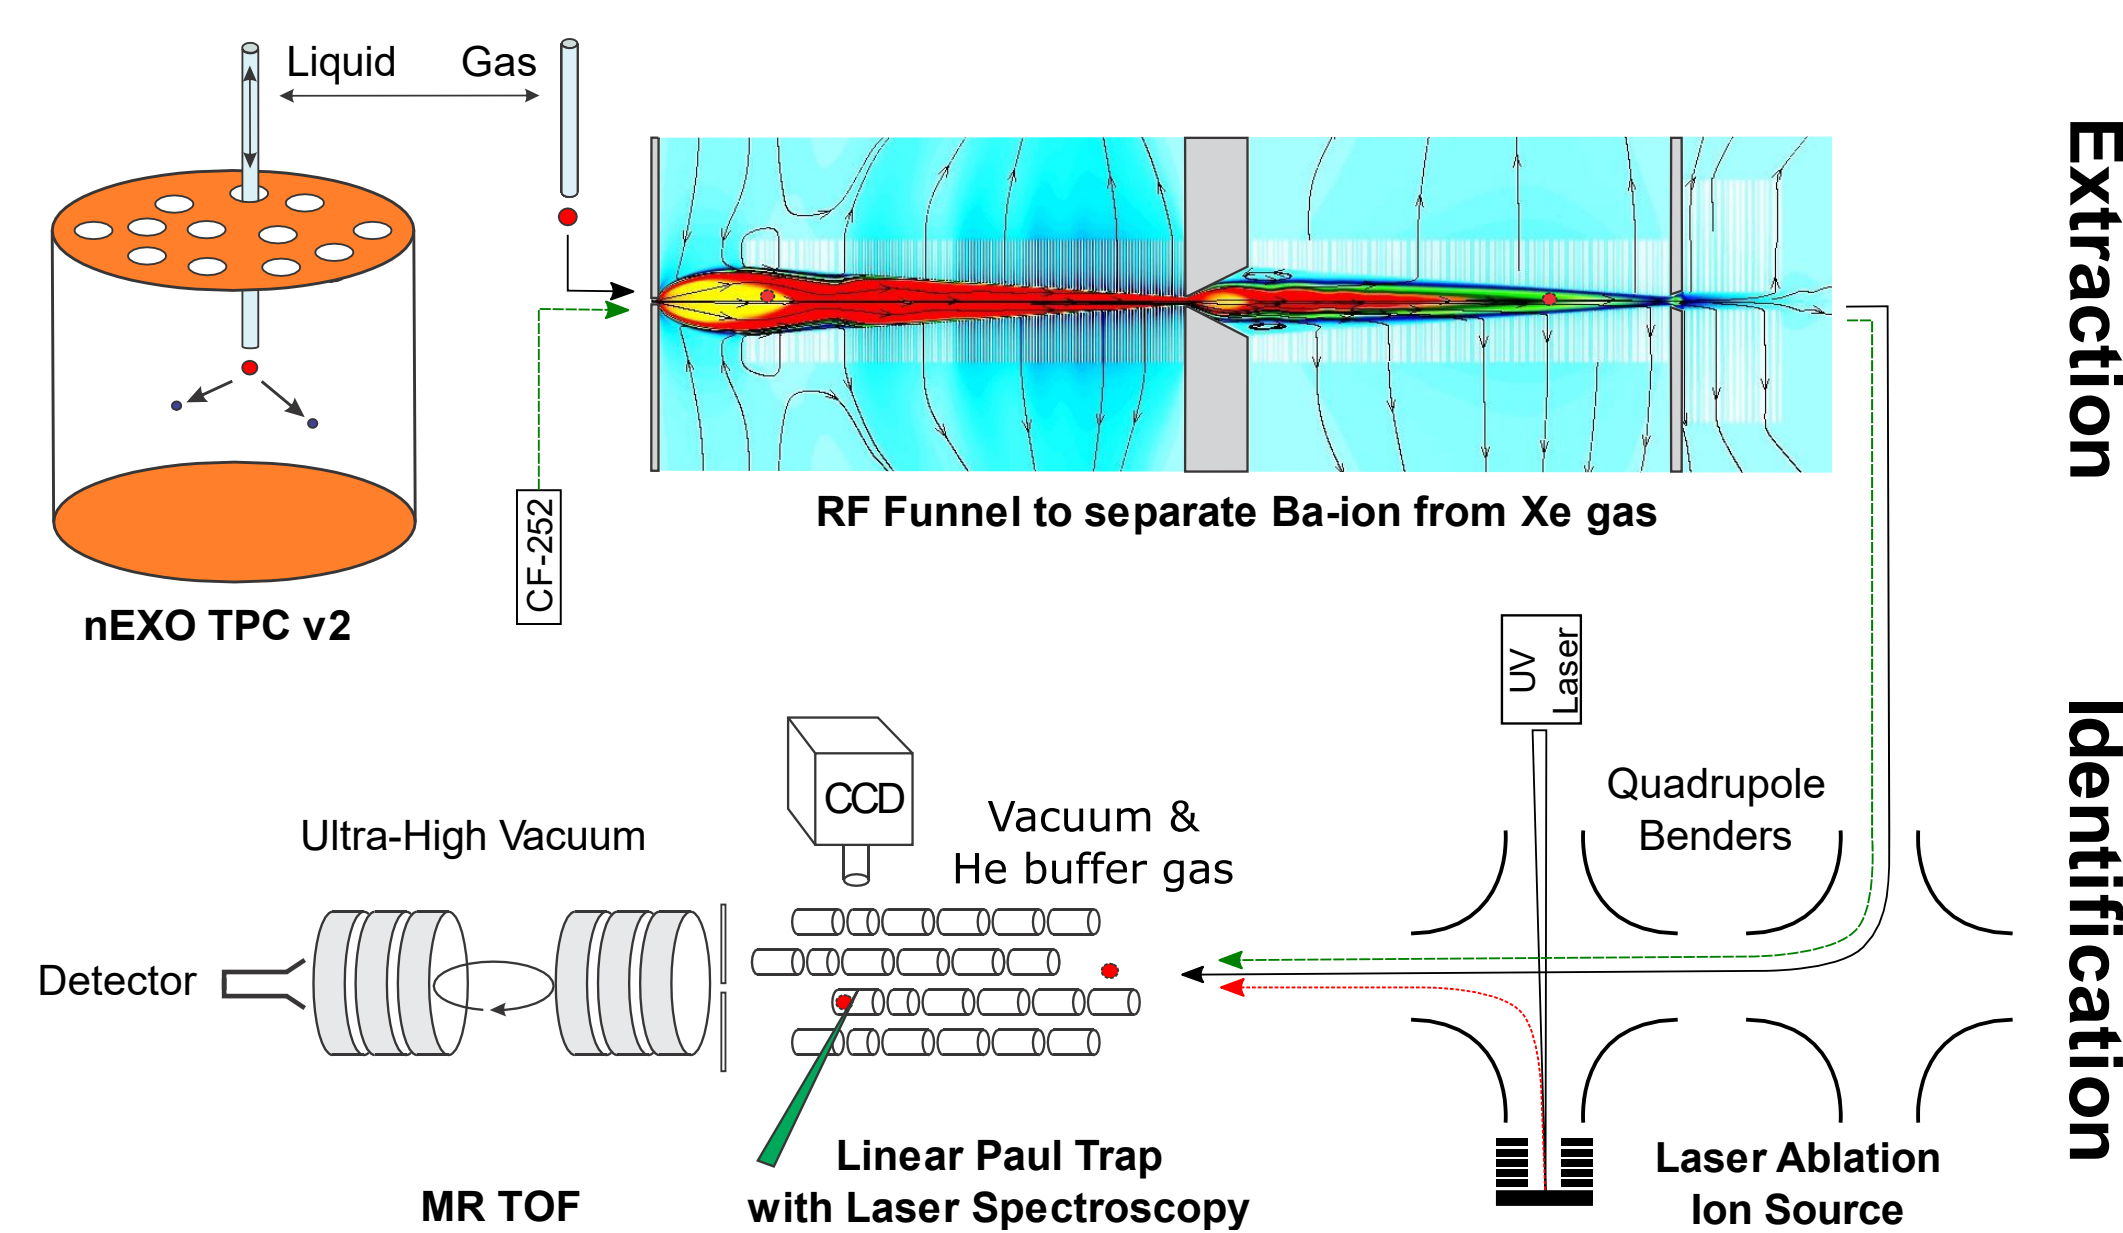 Liquid
Gas
Extraction
RF Funnel to separate Ba-ion from Xe gas
CF-252
nEXO TPC v2
UV
Laser
Identification
Quadrupole
Benders
CCD
Vacuum &
He buffer gas
Ultra-High Vacuum
Detector
Linear Paul Trap
with Laser Spectroscopy
MR TOF
Laser Ablation
Ion Source